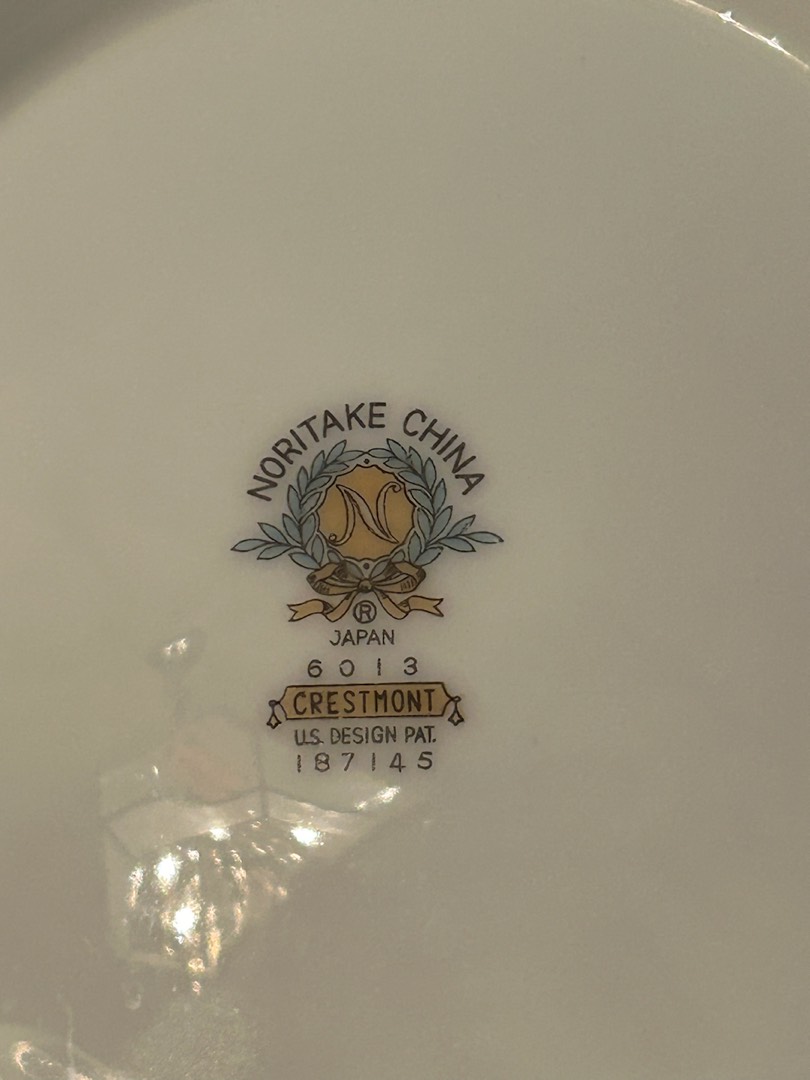 NORITAKE CHINA
N
®
JAPAN
6013
CRESTMONT
U.S. DESIGN PAT.
187145